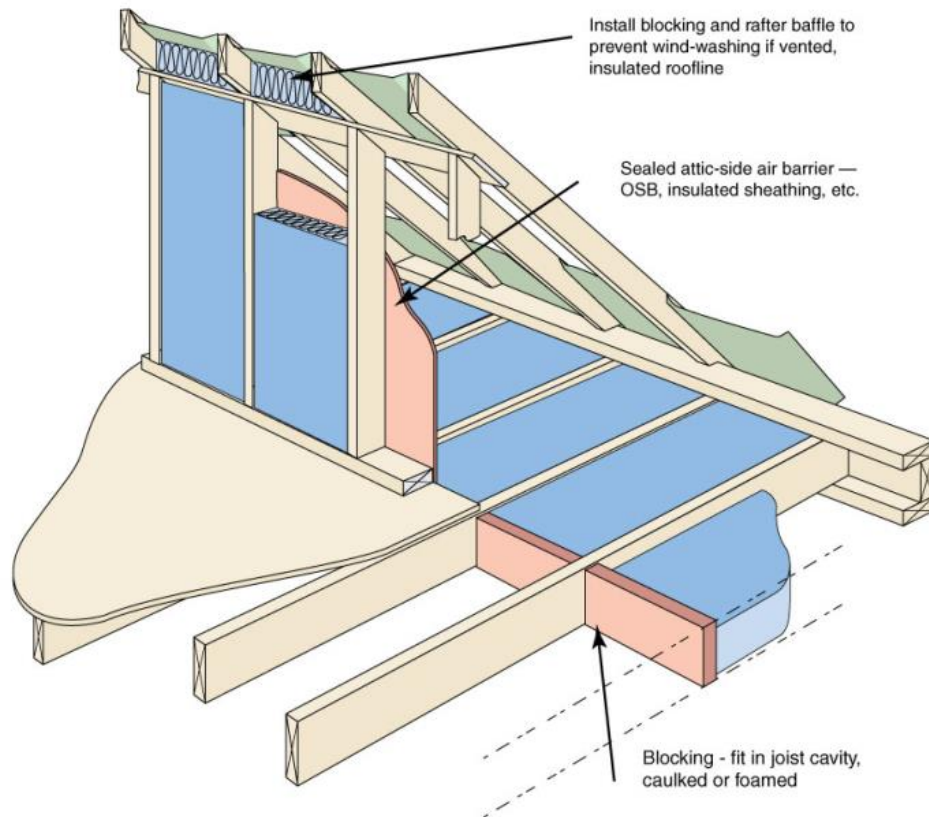 Install blocking and rafter baffle to
prevent wind-washing if vented,
insulated roofline
Sealed attic-side air barrier —
OSB, insulated sheathing, etc.
Blocking - fit in joist cavity,
caulked or foamed